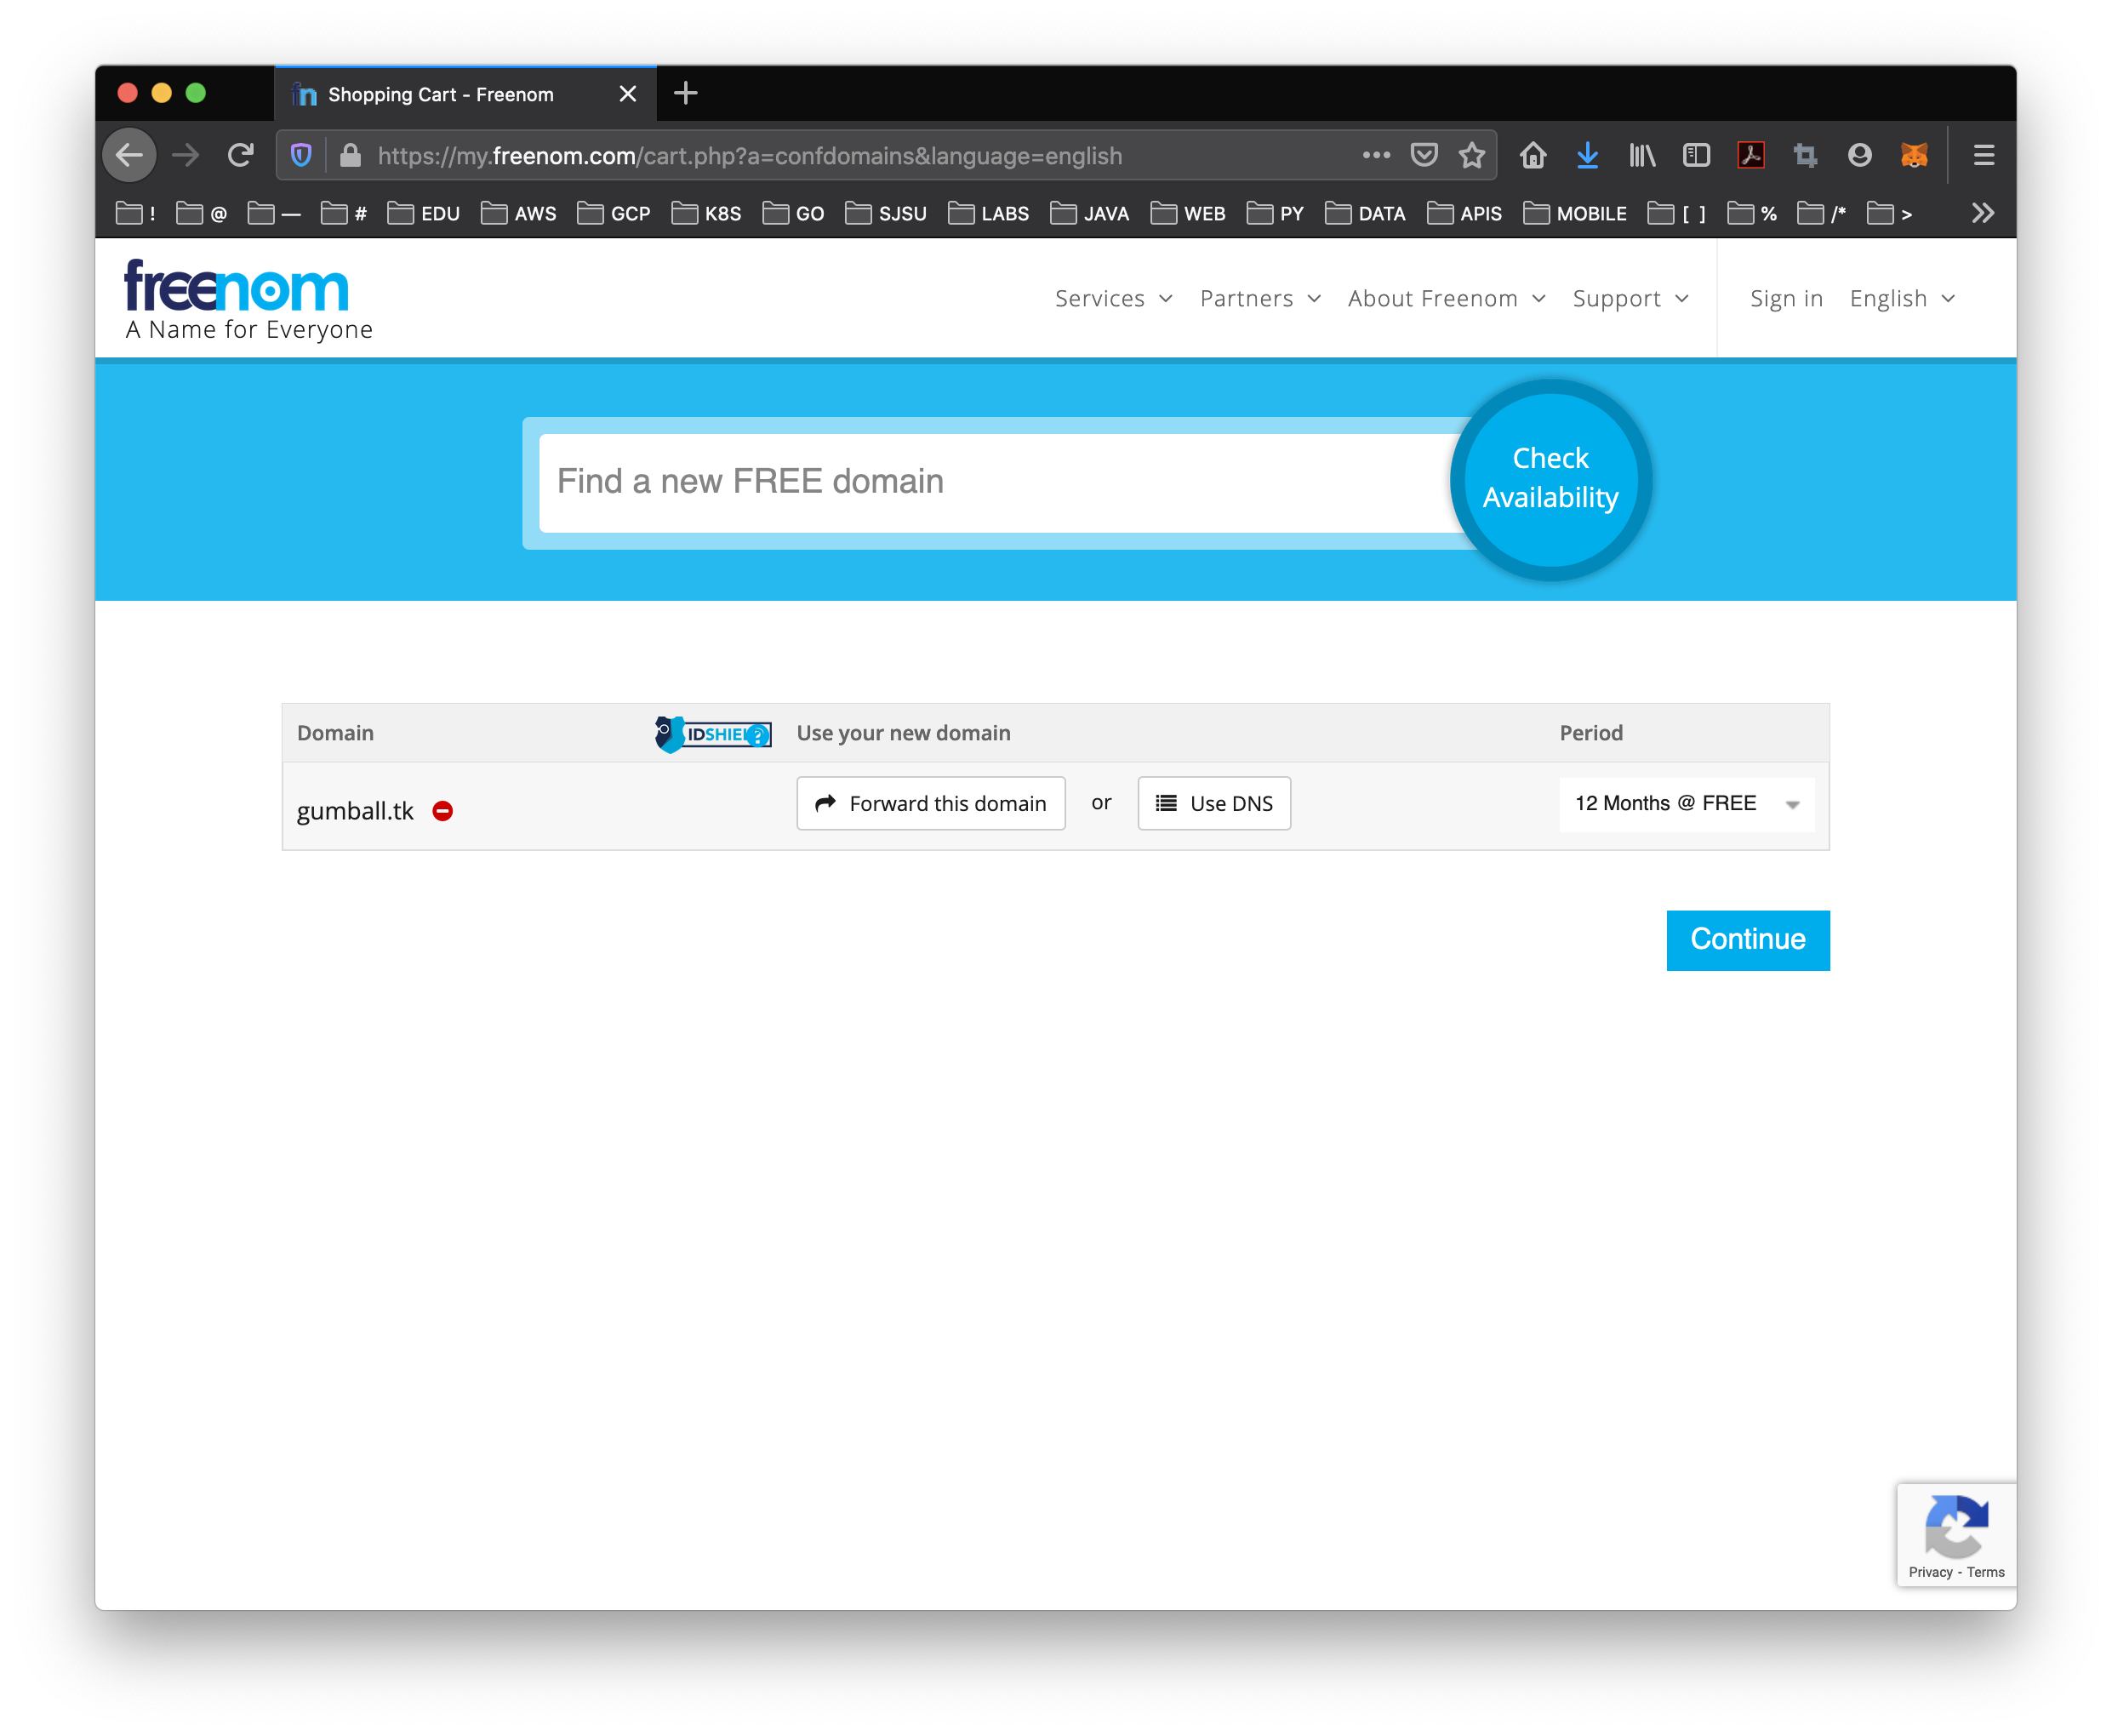 Shopping Cart - Freenom
https://my.freenom.com/cart.php?a=confdomains&language=english
! @ — # EDU AWS GCP K8S GO SJSU LABS JAVA WEB PY DATA APIS MOBILE [ ] % /* >
freenom
A Name for Everyone
Services Partners About Freenom Support Sign in English
Find a new FREE domain
Check
Availability
Domain IDSHIEL? Use your new domain Period
gumball.tk Forward this domain or Use DNS 12 Months @ FREE
Continue
Privacy - Terms